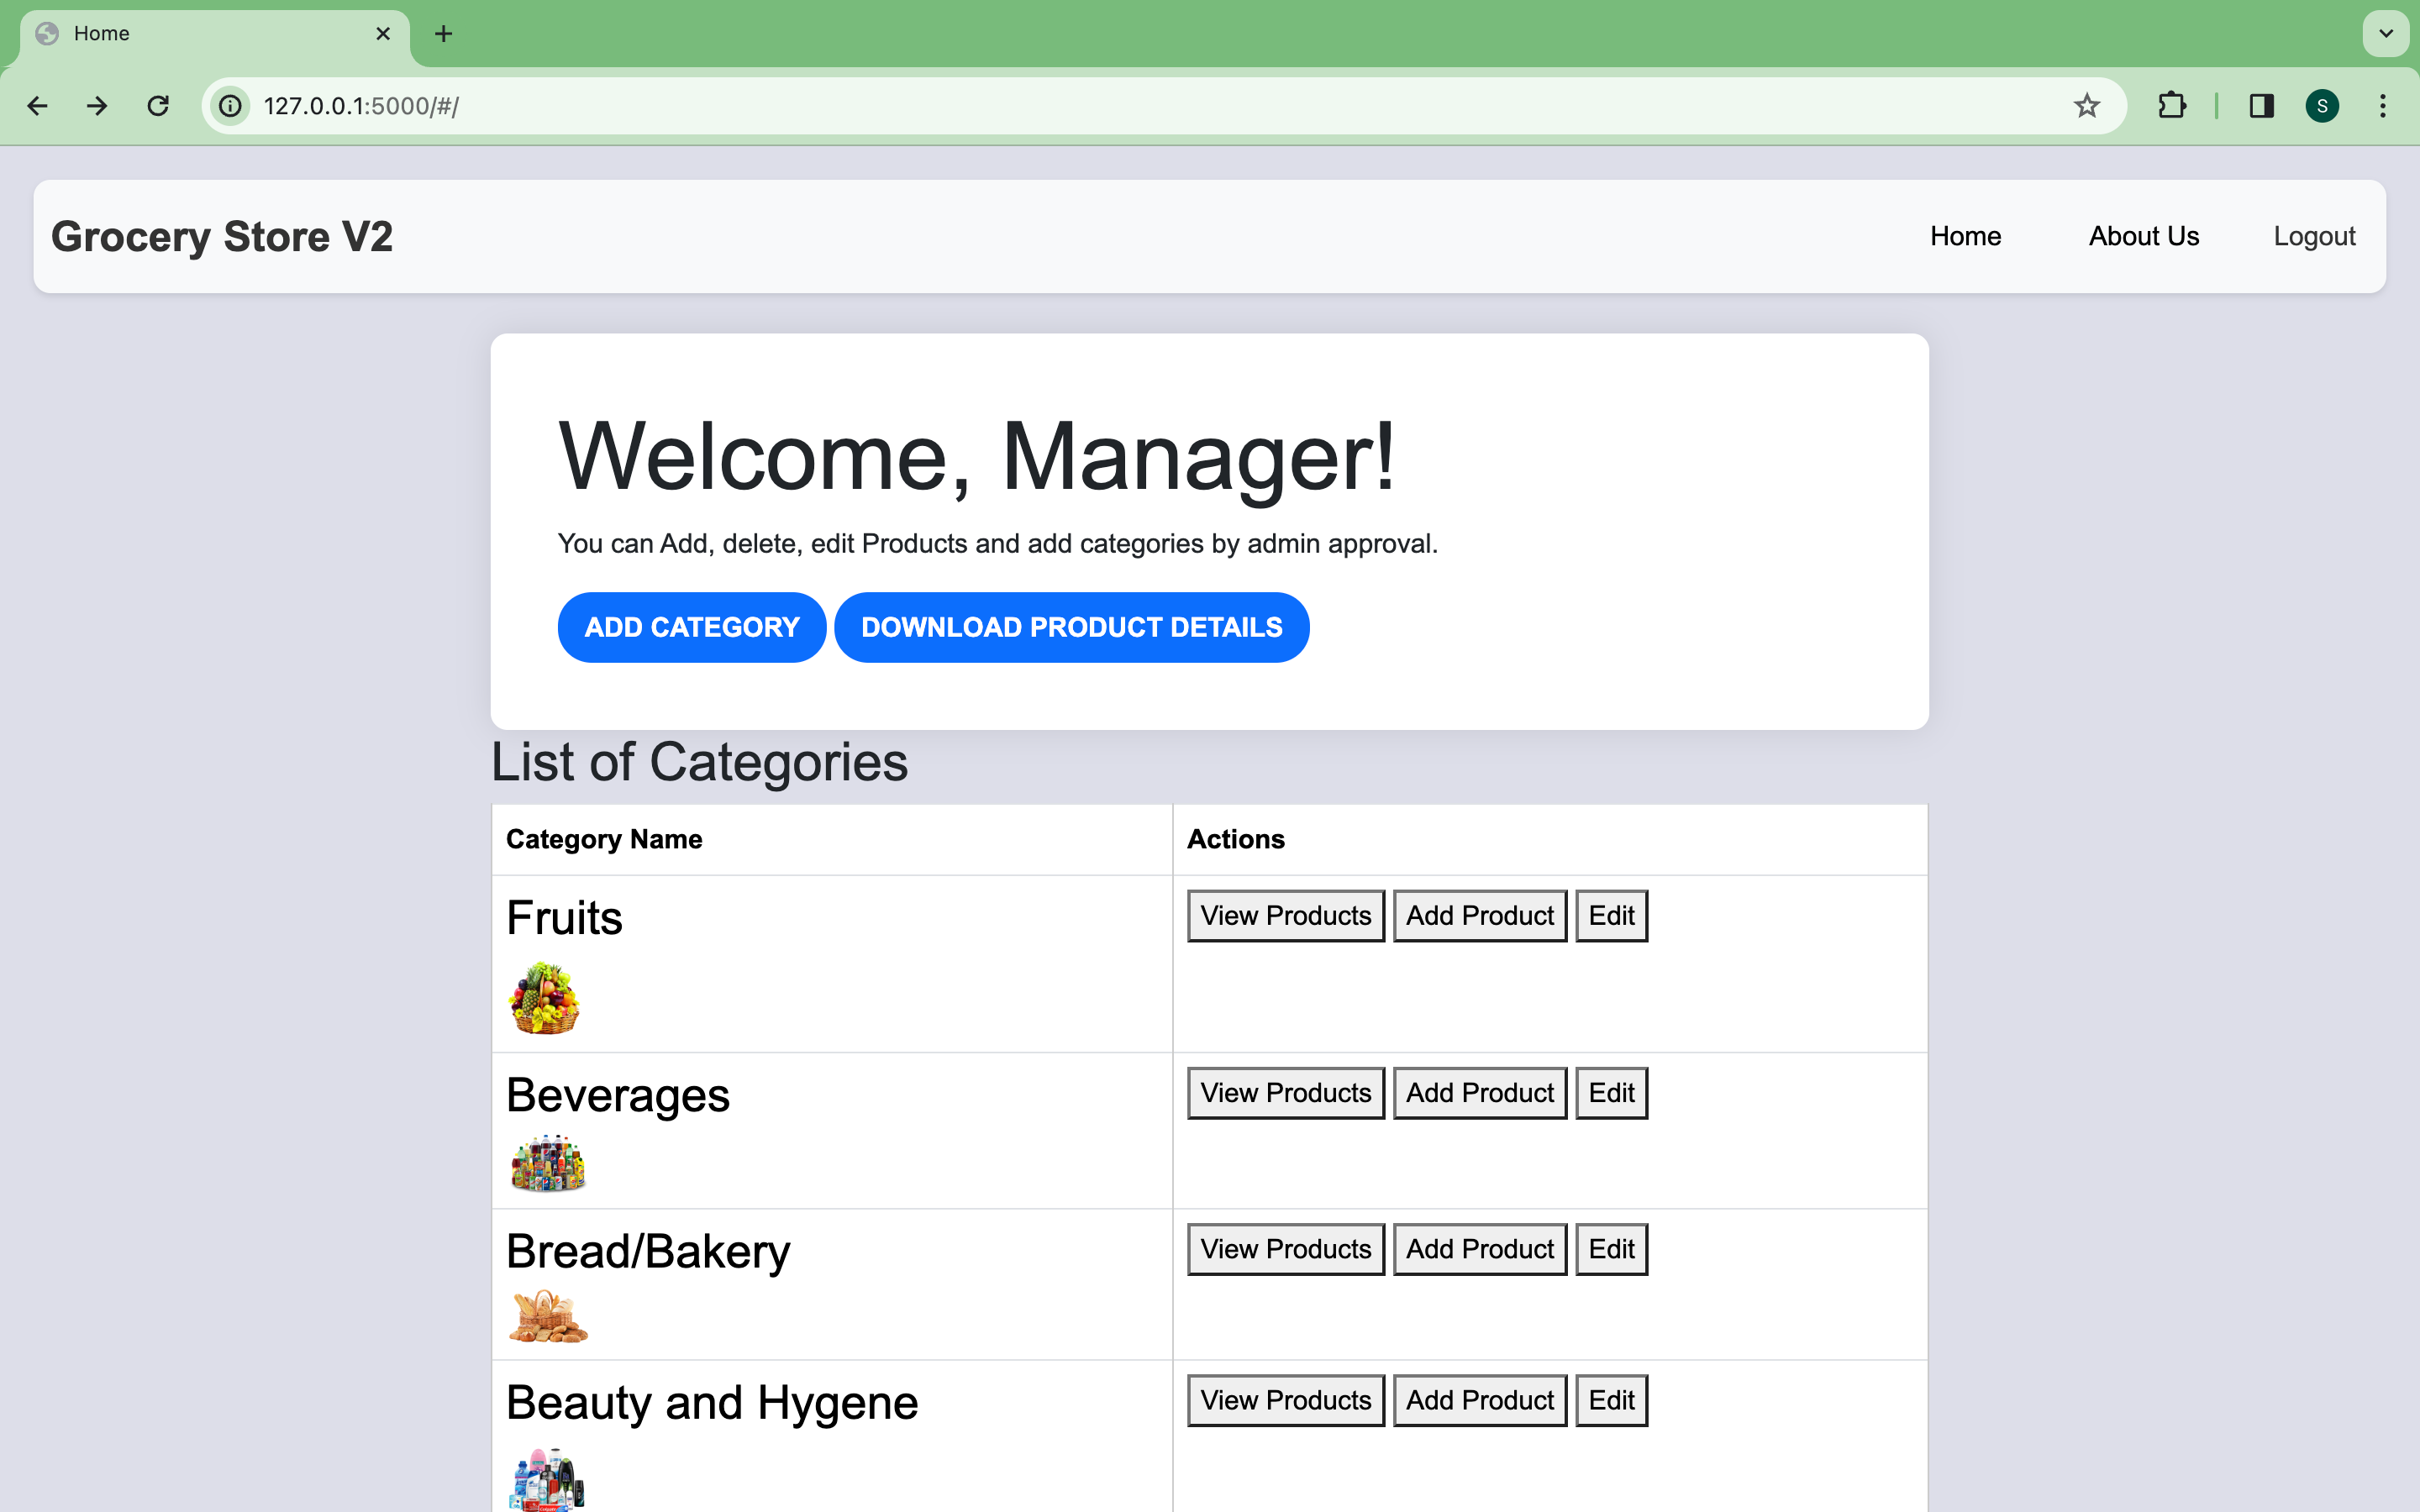 Home
127.0.0.1:5000/#/
S
Grocery Store V2
Home About Us Logout
Welcome, Manager!
You can Add, delete, edit Products and add categories by admin approval.
ADD CATEGORY DOWNLOAD PRODUCT DETAILS
List of Categories
Category Name Actions
Fruits View Products Add Product Edit
Beverages View Products Add Product Edit
Bread/Bakery View Products Add Product Edit
Beauty and Hygene View Products Add Product Edit